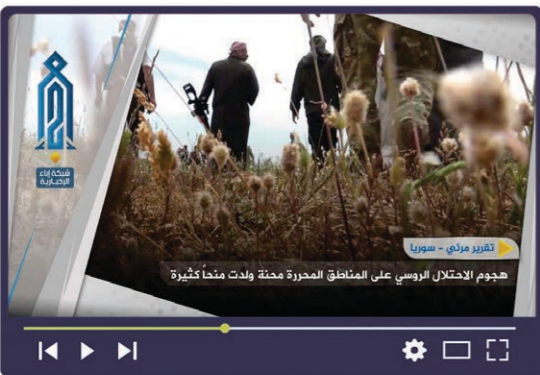 شبكة إباء
الإخبارية
تقرير مرئي - سوريا
هجوم الاحتلال الروسي على المناطق المحررة محنة ولدت منحاً كثيرة